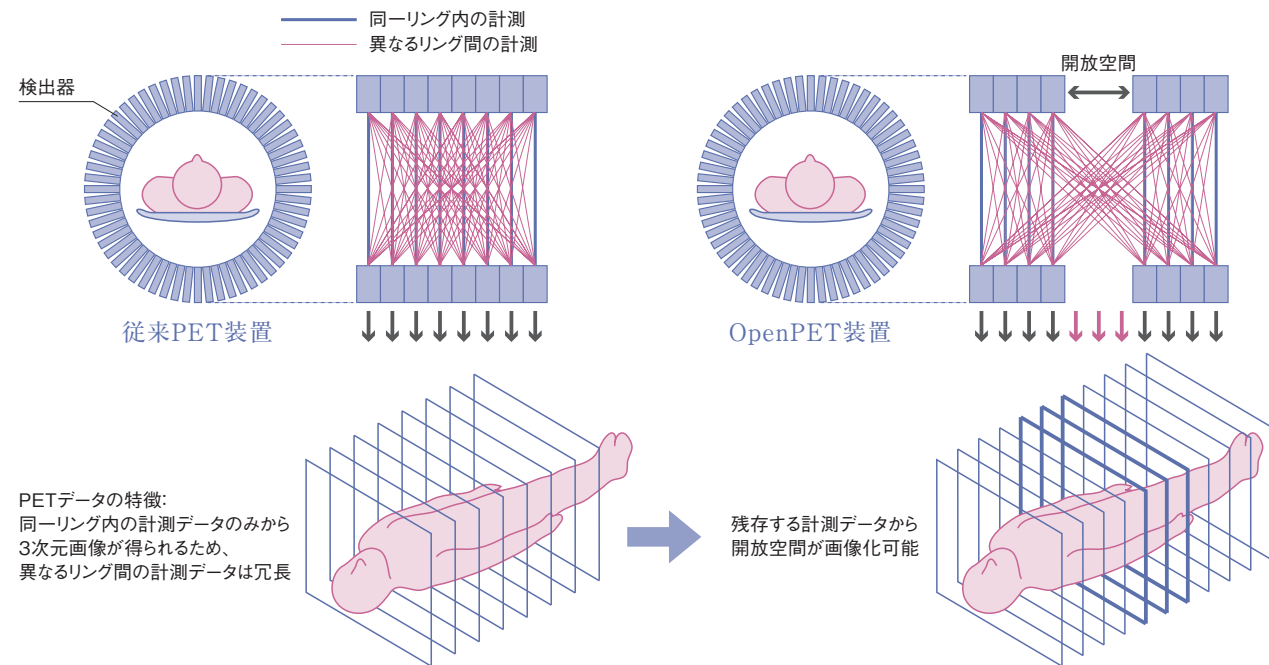 同一リング内の計測
異なるリング間の計測
検出器
開放空間
従来PET装置
OpenPET装置
PETデータの特徴：
同一リング内の計測データのみから
3次元画像が得られるため、
異なるリング間の計測データは冗長
残存する計測データから
開放空間が画像化可能